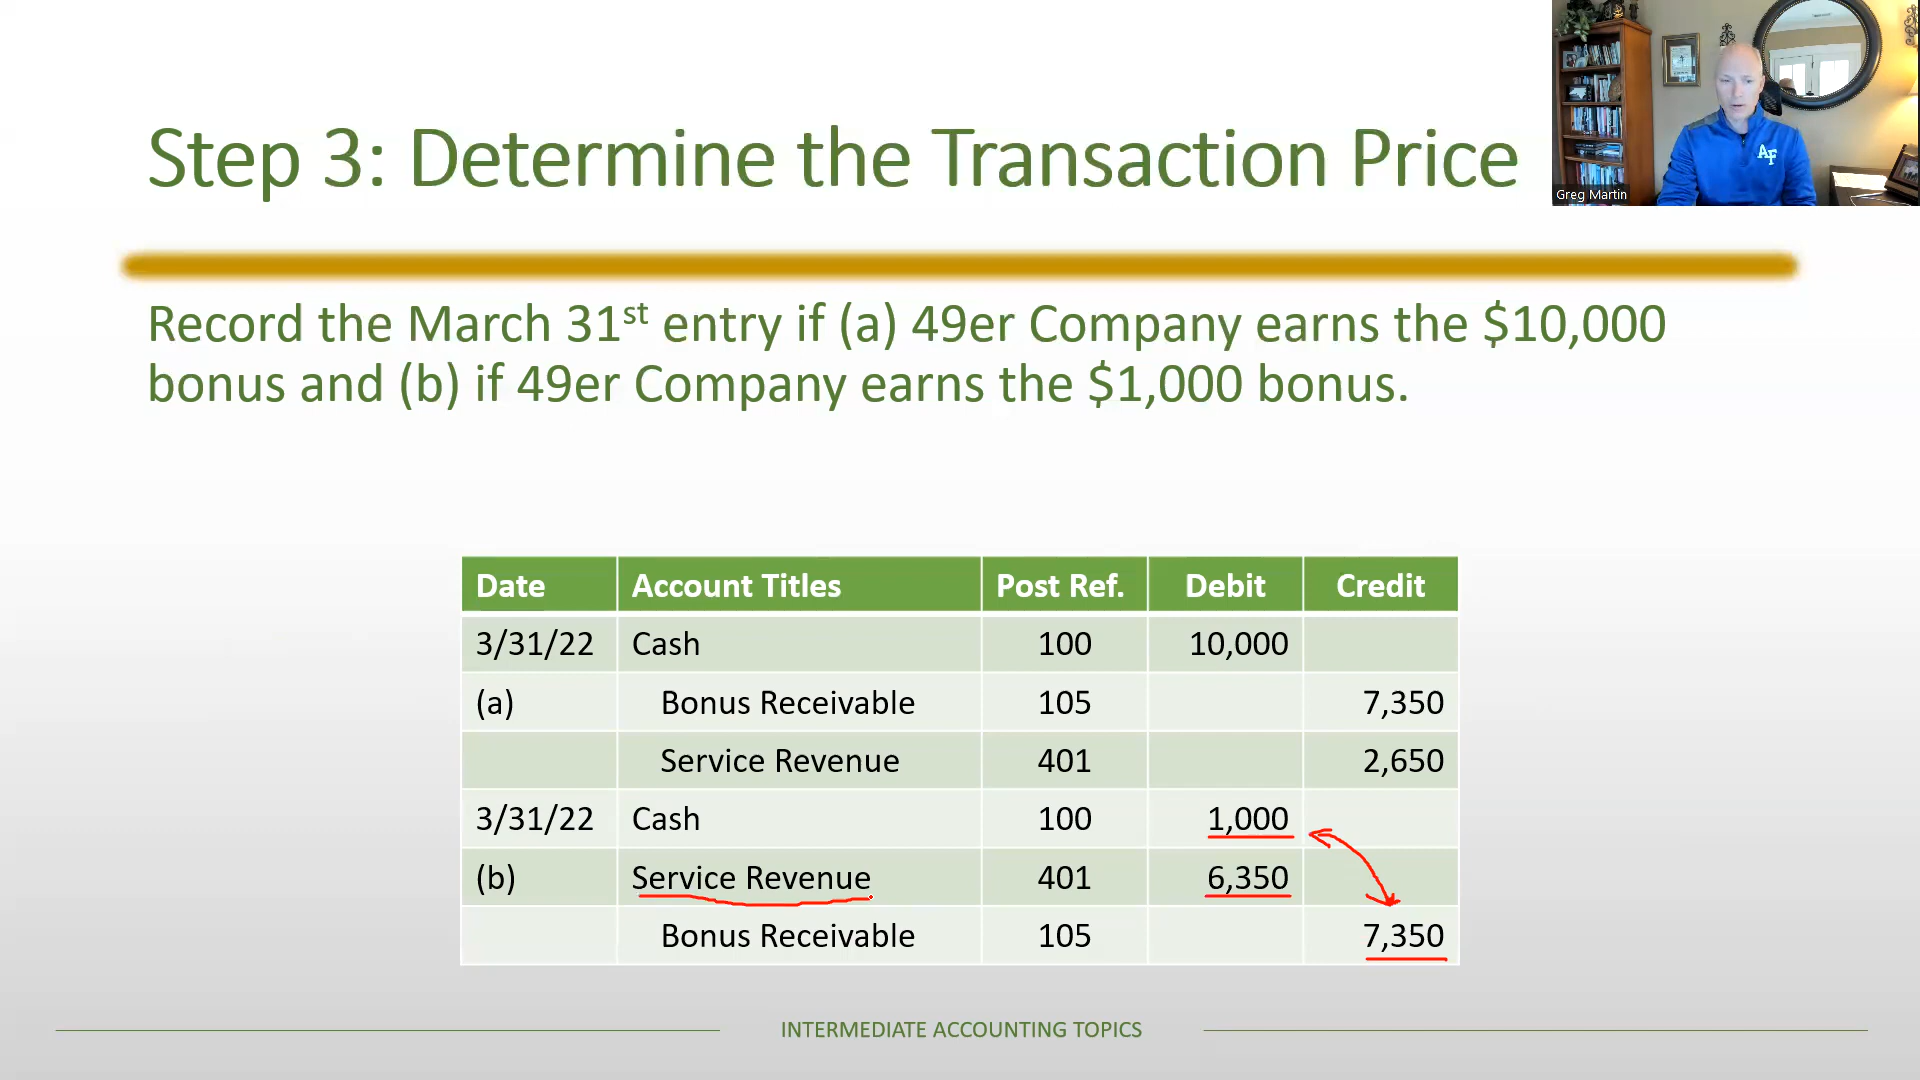 Step 3: Determine the Transaction Price
AF
Greg Martin
Record the March 31st entry if (a) 49er Company earns the $10,000
bonus and (b) if 49er Company earns the $1,000 bonus.
Date Account Titles Post Ref. Debit Credit
3/31/22 Cash 100 10,000
(a) Bonus Receivable 105 7,350
Service Revenue 401 2,650
3/31/22 Cash 100 1,000
(b) Service Revenue 401 6,350
Bonus Receivable 105 7,350
INTERMEDIATE ACCOUNTING TOPICS